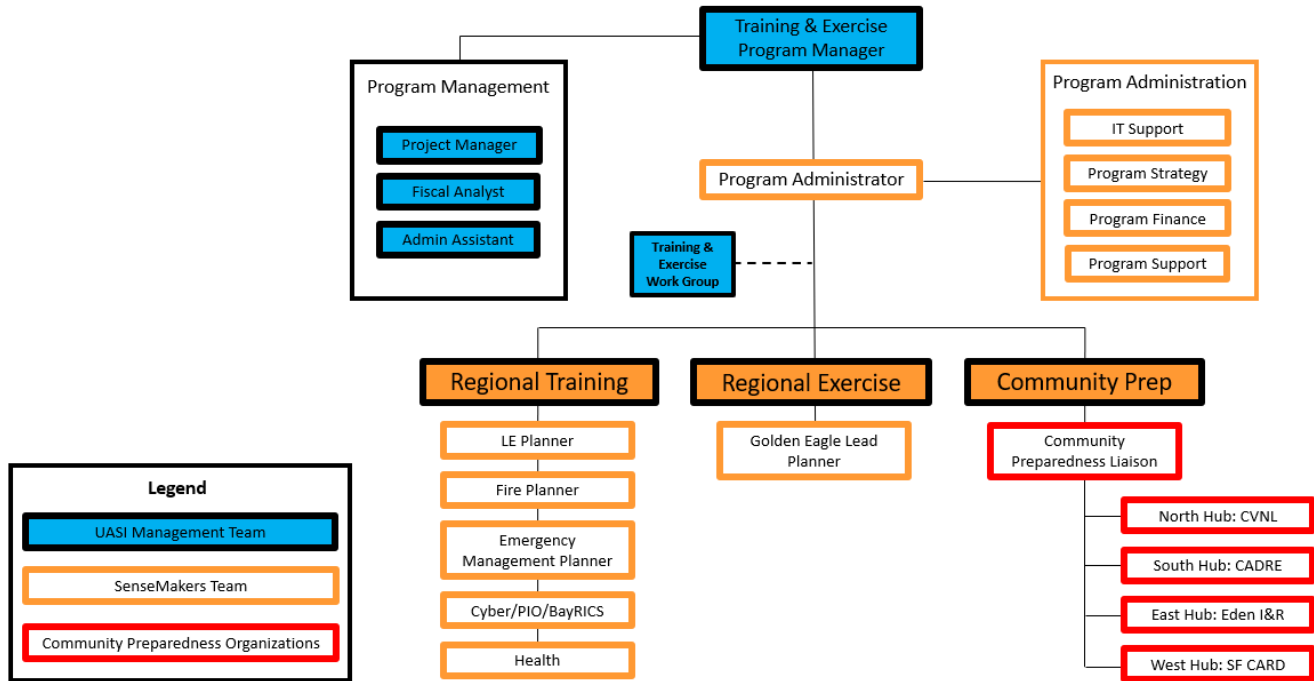 Training & Exercise
Program Manager
Program Management
Project Manager
Fiscal Analyst
Admin Assistant
Program Administration
IT Support
Program Strategy
Program Finance
Program Support
Program Administrator
Training &
Exercise
Work Group
Regional Training
LE Planner
Fire Planner
Emergency
Management Planner
Cyber/PIO/BayRICS
Health
Regional Exercise
Golden Eagle Lead
Planner
Community Prep
Community
Preparedness Liaison
North Hub: CVNL
South Hub: CADRE
East Hub: Eden I&R
West Hub: SF CARD
Legend
UASI Management Team
SenseMakers Team
Community Preparedness Organizations